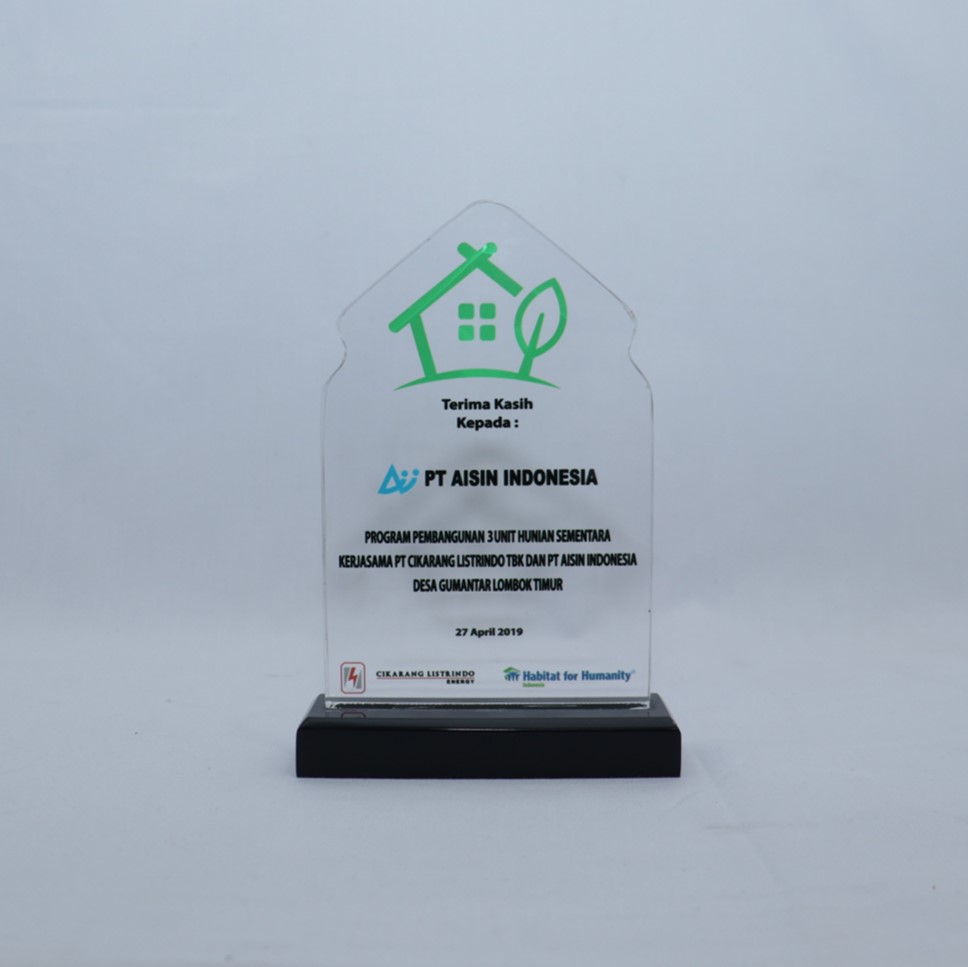 Terima Kasih
Kepada :
PT AISIN INDONESIA
PROGRAM PEMBANGUNAN 3 UNIT HUNIAN SEMENTARA
KERJASAMA PT CIKARANG LISTRINDO TBK DAN PT AISIN INDONESIA
DESA GUMANTAR LOMBOK TIMUR
27 April 2019
CIKARANG LISTRINDO
ENERGY
Habitat for Humanity®
Indonesia